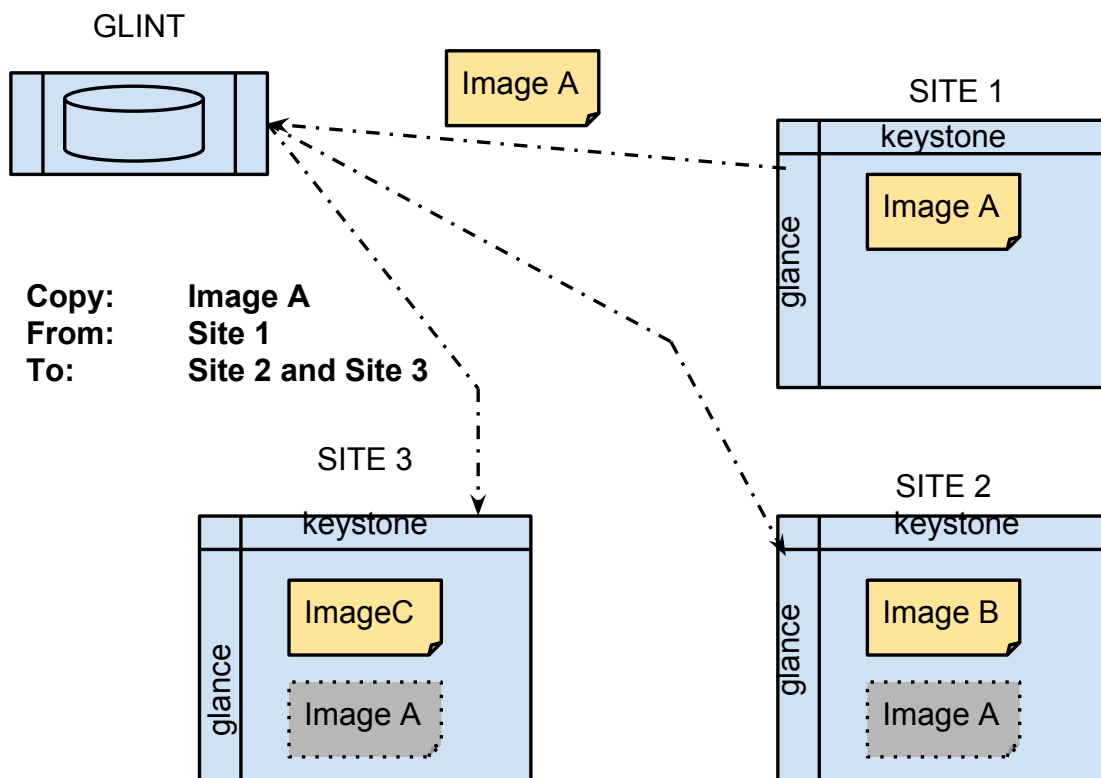 GLINT
Image A
SITE 1
keystone
glance
Image A
Copy: Image A
From: Site 1
To: Site 2 and Site 3
SITE 3
keystone
glance
ImageC
Image A
SITE 2
keystone
glance
Image B
Image A